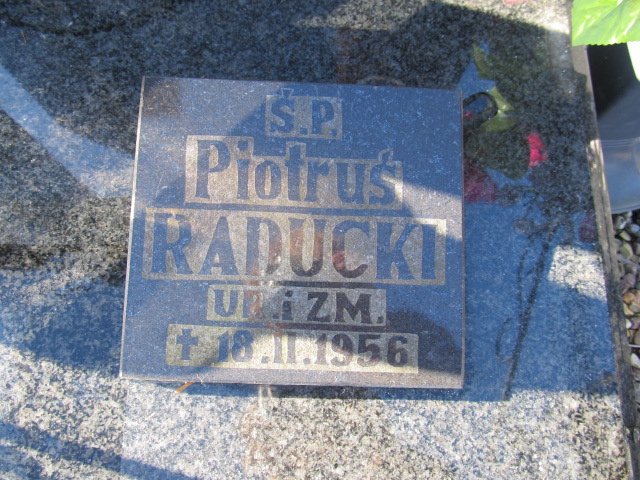 Ś.P.
Piotruś
RADUCKI
UR. i ZM.
† 18.II.1956